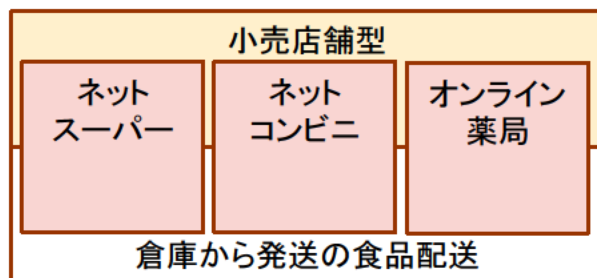 小売店舗型
ネット
スーパー
ネット
コンビニ
オンライン
薬局
倉庫から発送の食品配送